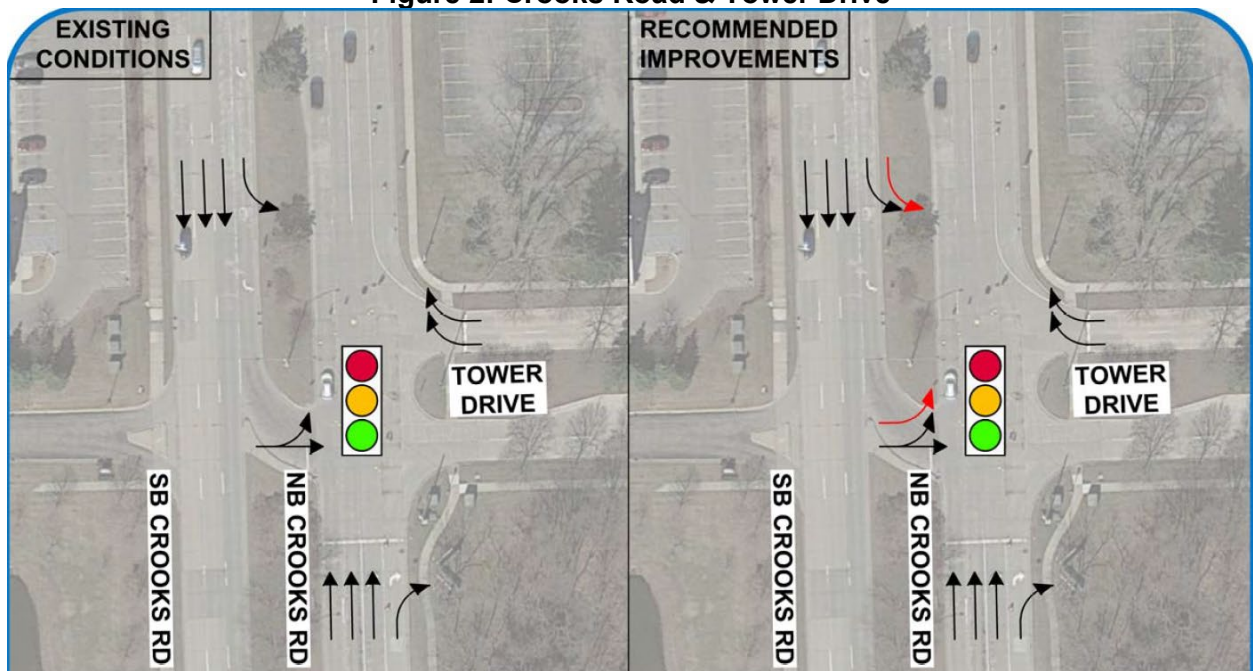 Figure 2: Crooks Road & Tower Drive
EXISTING
CONDITIONS
RECOMMENDED
IMPROVEMENTS
TOWER
DRIVE
TOWER
DRIVE
SB CROOKS RD
NB CROOKS RD
SB CROOKS RD
NB CROOKS RD